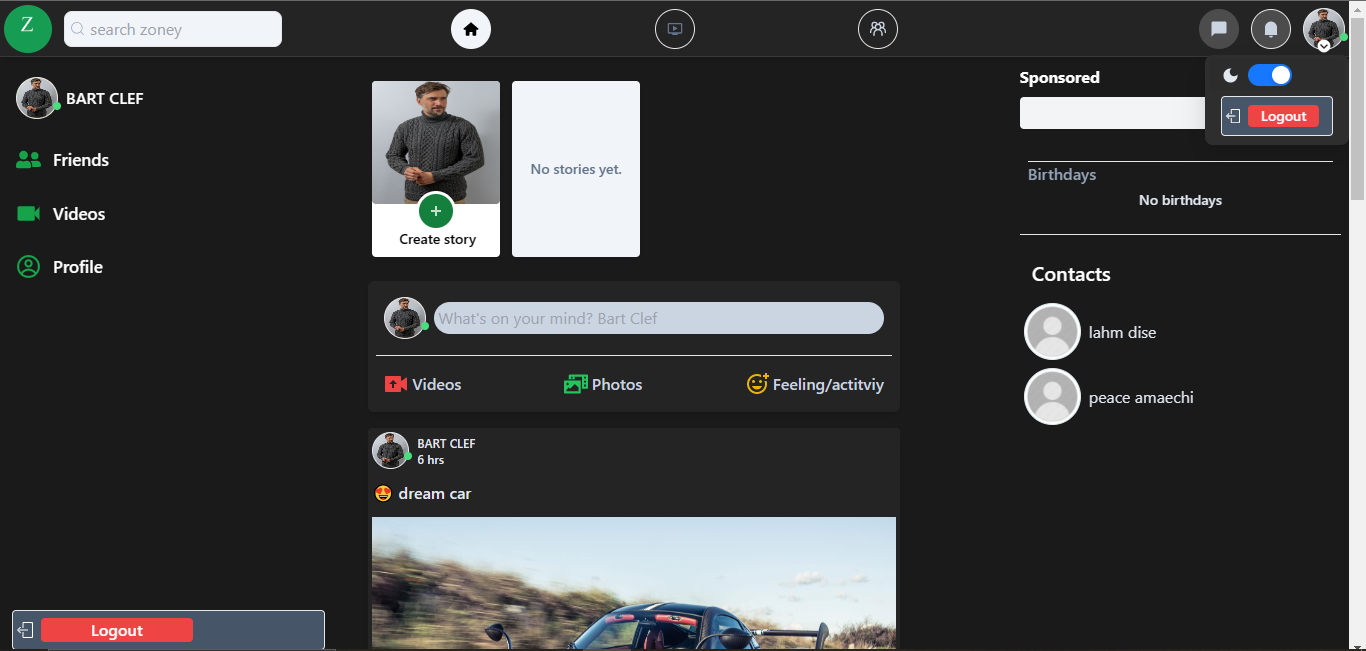 Z
search zoney
BART CLEF
Friends
Videos
Profile
Logout
Create story
No stories yet.
What's on your mind? Bart Clef
Videos
Photos
Feeling/actitviy
BART CLEF
6 hrs
dream car
Sponsored
Logout
Birthdays
No birthdays
Contacts
lahm dise
peace amaechi